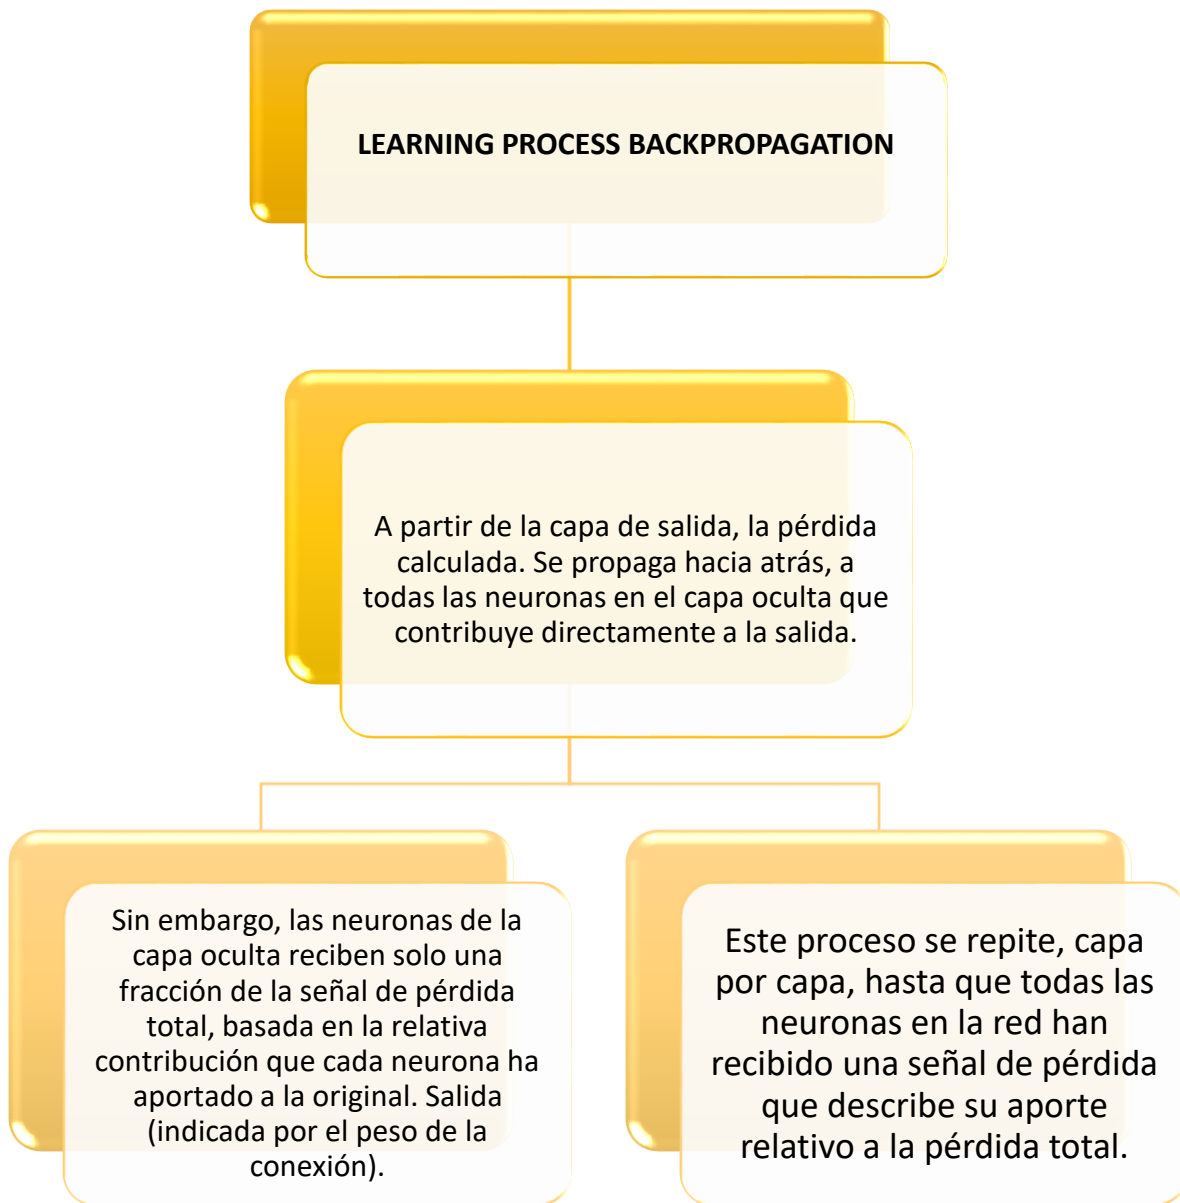 LEARNING PROCESS BACKPROPAGATION
A partir de la capa de salida, la pérdida
calculada. Se propaga hacia atrás, a
todas las neuronas en el capa oculta que
contribuye directamente a la salida.
Sin embargo, las neuronas de la
capa oculta reciben solo una
fracción de la señal de pérdida
total, basada en la relativa
contribución que cada neurona ha
aportado a la original. Salida
(indicada por el peso de la
conexión).
Este proceso se repite, capa
por capa, hasta que todas las
neuronas en la red han
recibido una señal de pérdida
que describe su aporte
relativo a la pérdida total.